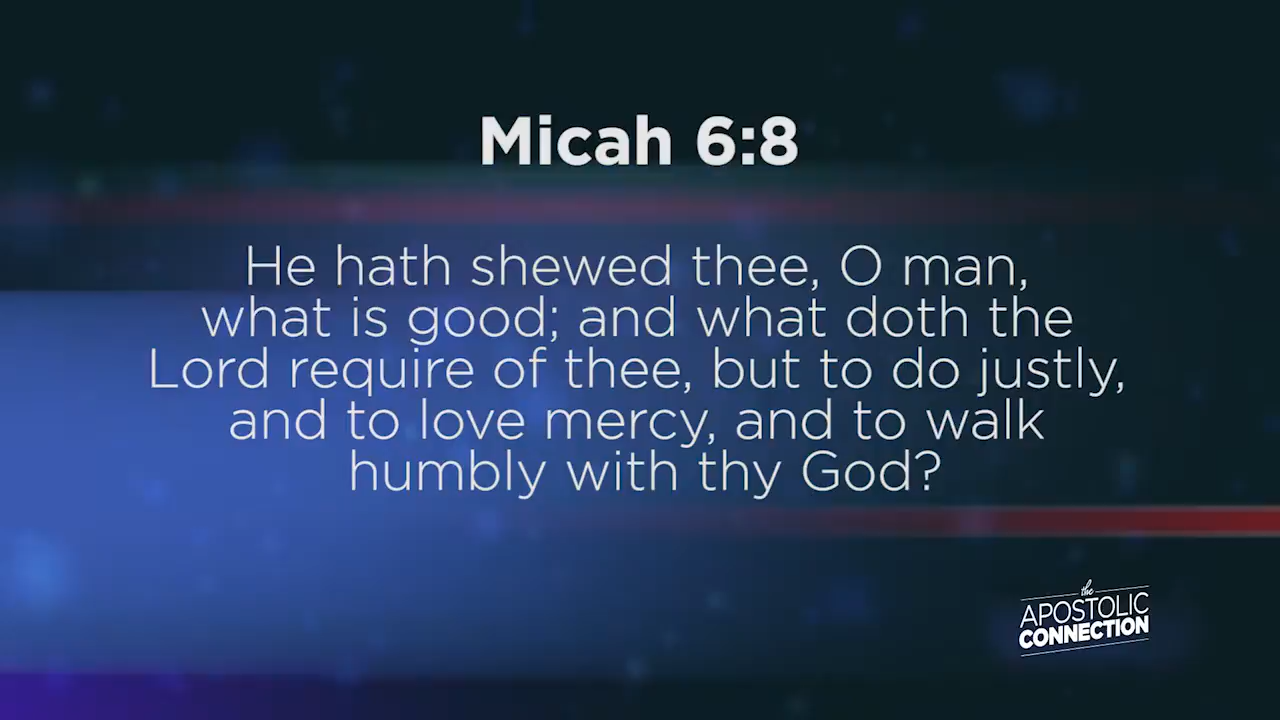 Micah 6:8
He hath shewed thee, O man,
what is good; and what doth the
Lord require of thee, but to do justly,
and to love mercy, and to walk
humbly with thy God?
the
APOSTOLIC
CONNECTION